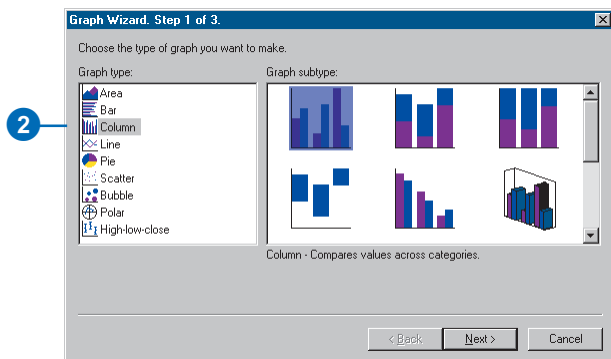 Graph Wizard. Step 1 of 3.
Choose the type of graph you want to make.
Graph type:
Graph subtype:
Area
Bar
2
Column
Line
Pie
Scatter
Bubble
Polar
High-low-close
Column - Compares values across categories.
< Back
Next >
Cancel